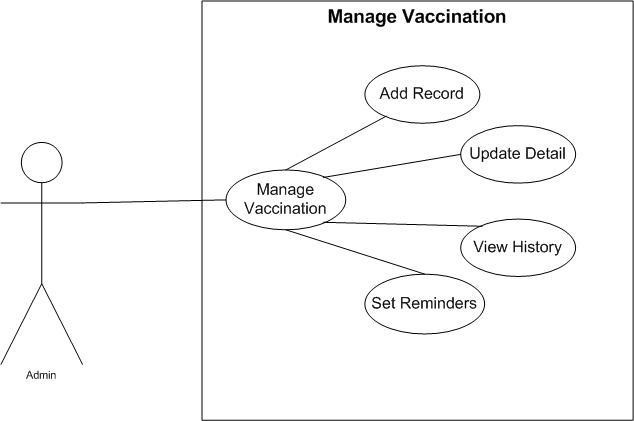 Manage Vaccination
Add Record
Update Detail
Manage
Vaccination
View History
Set Reminders
Admin